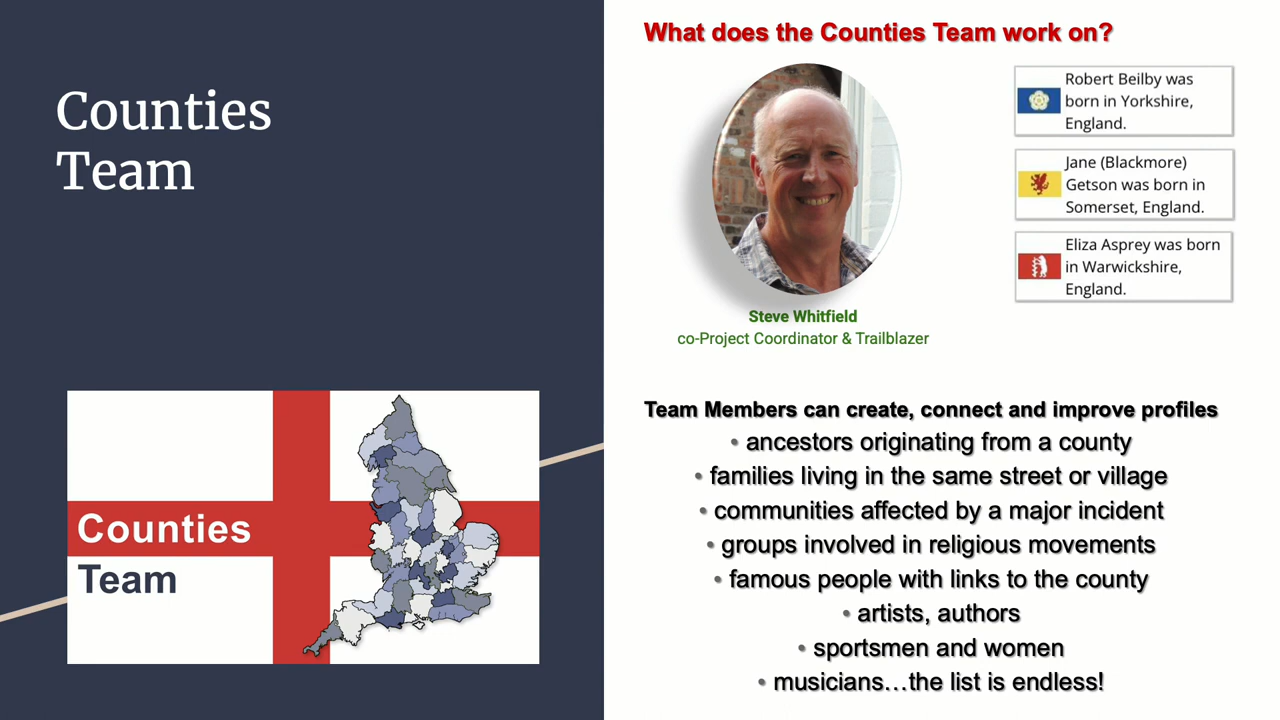 Counties
Team
Counties
Team
What does the Counties Team work on?
Robert Beilby was
born in Yorkshire,
England.
Jane (Blackmore)
Getson was born in
Somerset, England.
Eliza Asprey was born
in Warwickshire,
England.
Steve Whitfield
co-Project Coordinator & Trailblazer
Team Members can create, connect and improve profiles
• ancestors originating from a county
• families living in the same street or village
• communities affected by a major incident
• groups involved in religious movements
• famous people with links to the county
• artists, authors
• sportsmen and women
• musicians…the list is endless!